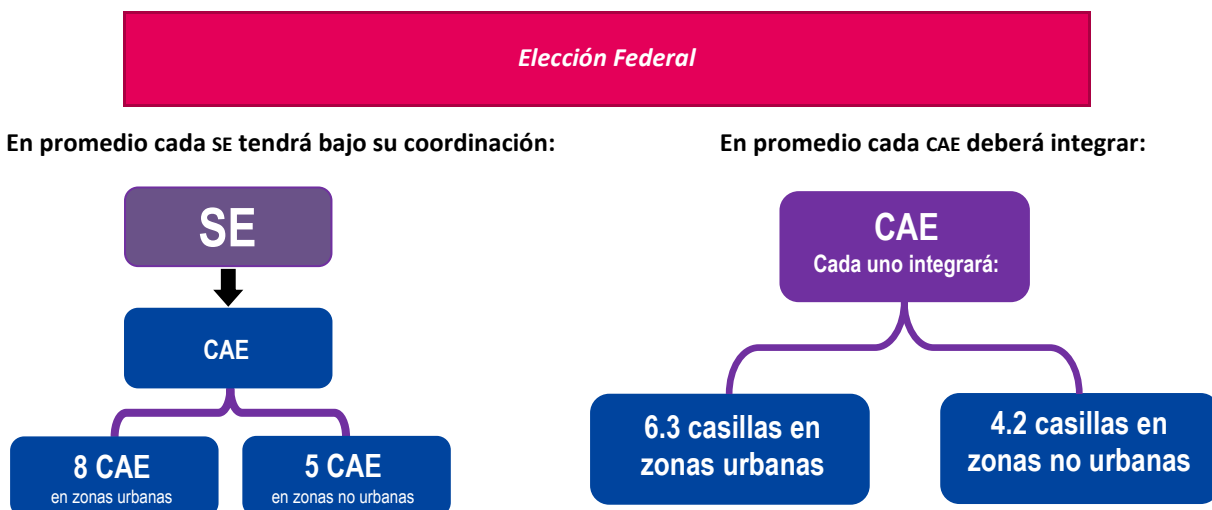 Elección Federal
En promedio cada SE tendrá bajo su coordinación:
SE
CAE
8 CAE
en zonas urbanas
5 CAE
en zonas no urbanas
En promedio cada CAE deberá integrar:
CAE
Cada uno integrará:
6.3 casillas en
zonas urbanas
4.2 casillas en
zonas no urbanas